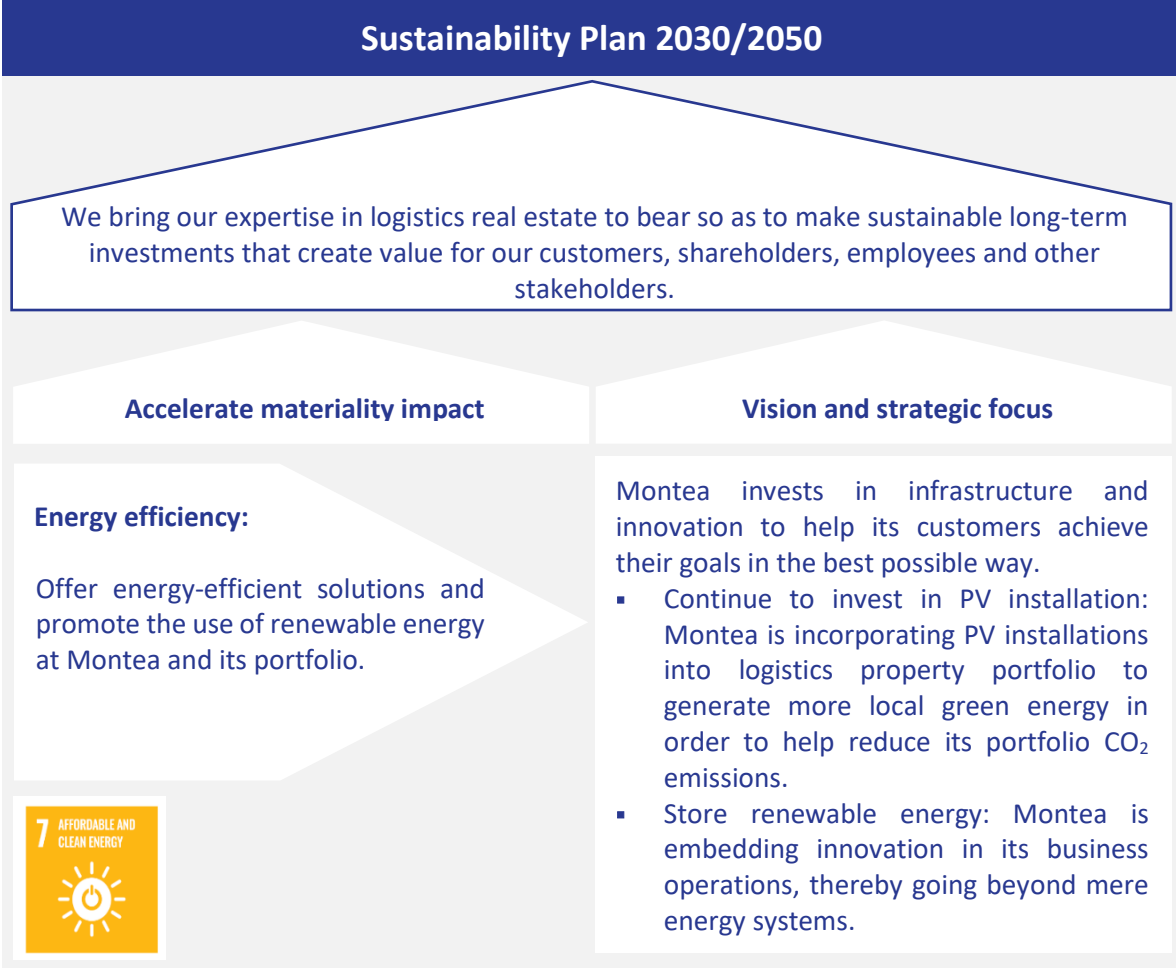 Sustainability Plan 2030/2050
We bring our expertise in logistics real estate to bear so as to make sustainable long-term
investments that create value for our customers, shareholders, employees and other
stakeholders.
Accelerate materiality impact
Vision and strategic focus
Energy efficiency:
Offer energy-efficient solutions and
promote the use of renewable energy
at Montea and its portfolio.
7 AFFORDABLE AND
CLEAN ENERGY
Montea invests in infrastructure and
innovation to help its customers achieve
their goals in the best possible way.
▪ Continue to invest in PV installation:
Montea is incorporating PV installations
into logistics property portfolio to
generate more local green energy in
order to help reduce its portfolio CO₂
emissions.
▪ Store renewable energy: Montea is
embedding innovation in its business
operations, thereby going beyond mere
energy systems.